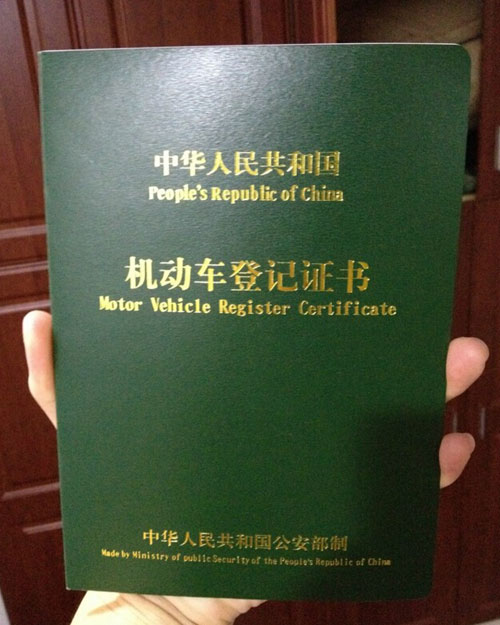 中华人民共和国
People's Republic of China
机动车登记证书
Motor Vehicle Register Certificate
中华人民共和国公安部制
Made by Ministry of public Security of the People's Republic of China